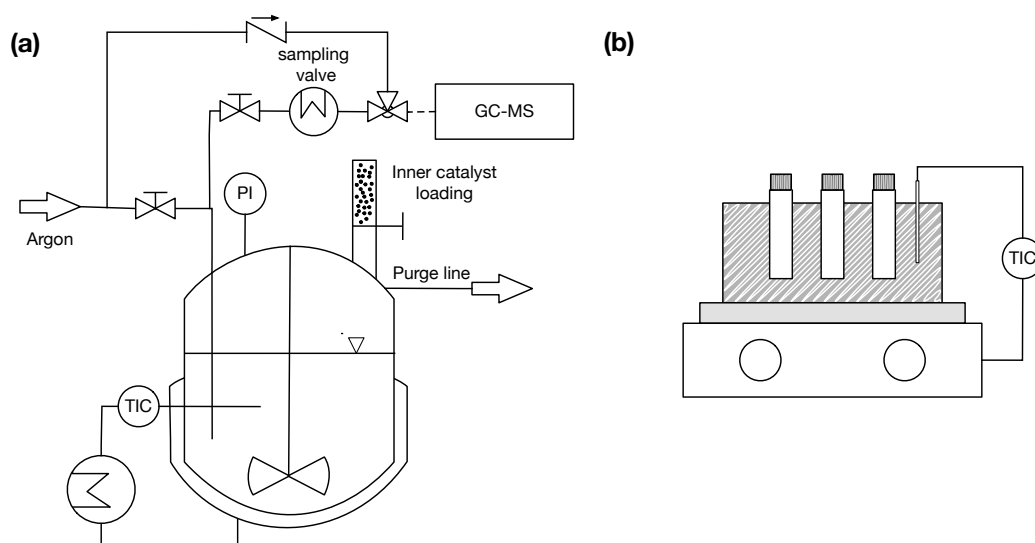 (a)
sampling
valve
GC-MS
PI
Inner catalyst
loading
Argon
Purge line
TIC
(b)
TIC